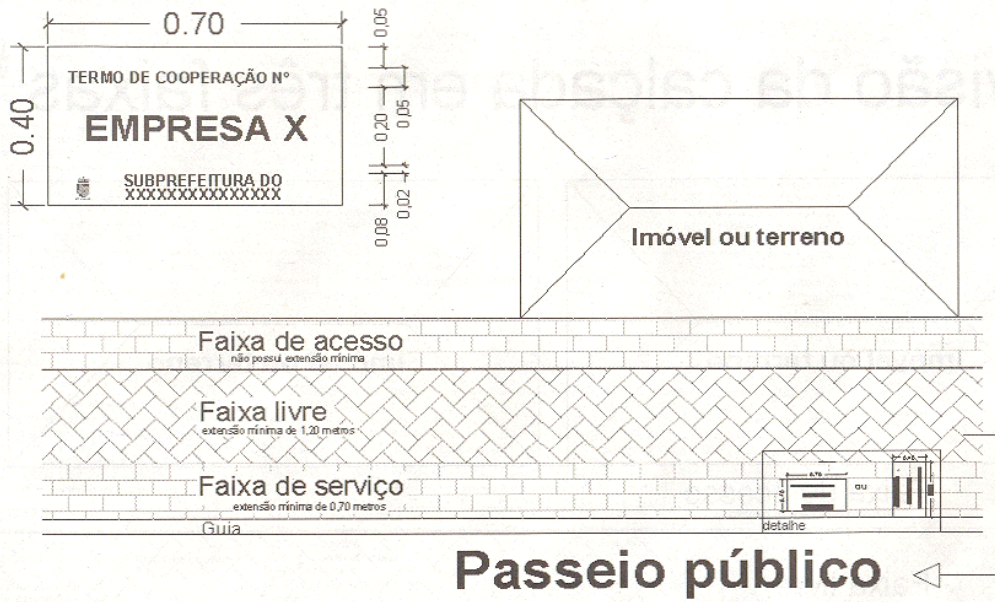 0.70
0.40
TERMO DE COOPERAÇÃO Nº
EMPRESA X
SUBPREFEITURA DO
XXXXXXXXXXXXXXX
0,05
0,05
0,20
0,02
0,08
Imóvel ou terreno
Faixa de acesso
não possui extensão mínima
Faixa livre
extensão mínima de 1,20 metros
Faixa de serviço
extensão mínima de 0,70 metros
Guia
ou
detalhe
Passeio público